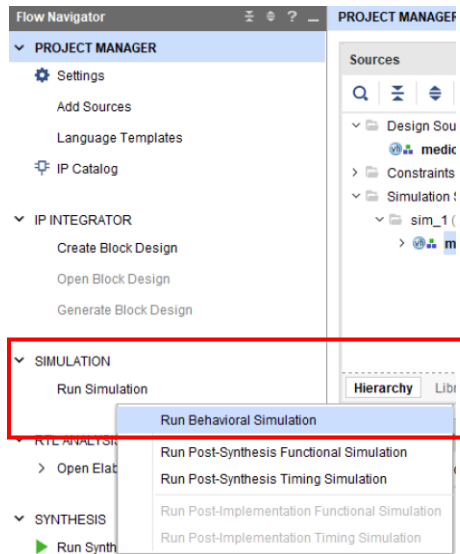 Flow Navigator
PROJECT MANAGER
Settings
Add Sources
Language Templates
IP Catalog
IP INTEGRATOR
Create Block Design
Open Block Design
Generate Block Design
SIMULATION
Run Simulation
Run Behavioral Simulation
Run Post-Synthesis Functional Simulation
Run Post-Synthesis Timing Simulation
Run Post-Implementation Functional Simulation
Run Post-Implementation Timing Simulation
RTL ANALYSIS
Open Elab
SYNTHESIS
Run Synth
PROJECT MANAGER
Sources
Design Sou
medic
Constraints
Simulation S
sim_1 (
m
Hierarchy Libr